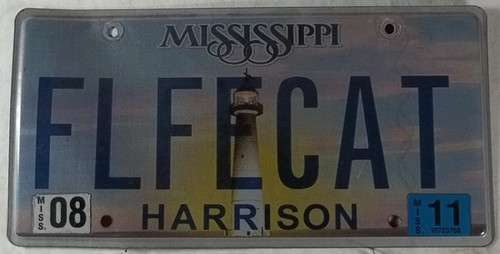 MISSISSIPPI
FLFECAT
MISS. 08 HARRISON MISS 11